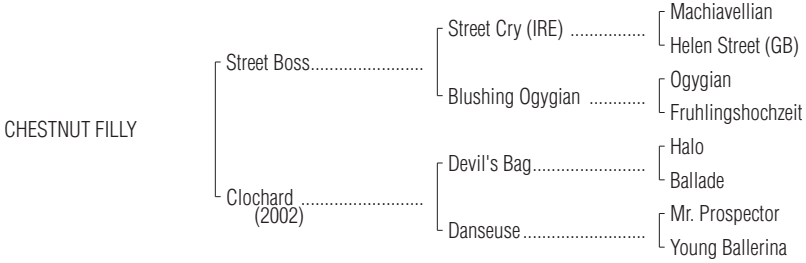 Machiavellian
Street Cry (IRE) ................
Helen Street (GB)
Street Boss........................
Ogygian
Blushing Ogygian ............
Fruhlingshochzeit
CHESTNUT FILLY
Halo
Devil's Bag........................
Ballade
Clochard ..........................
(2002)
Mr. Prospector
Danseuse..........................
Young Ballerina